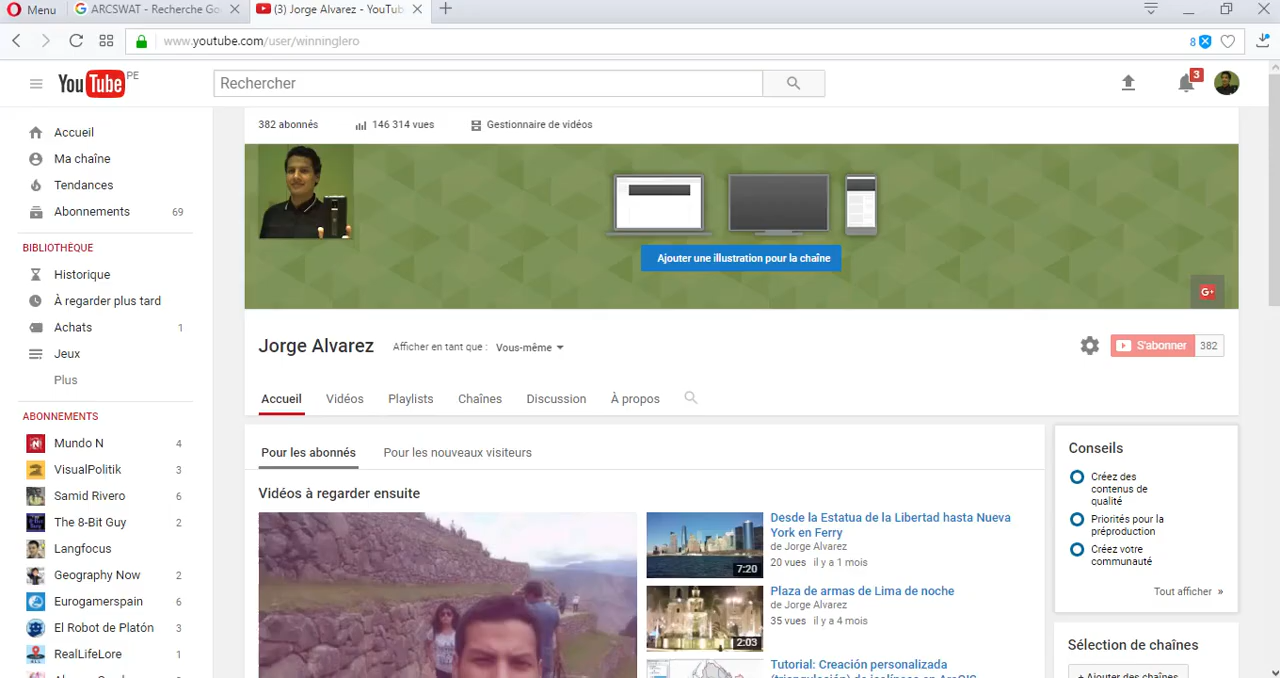 Menu
ARCSWAT - Recherche Go
(3) Jorge Alvarez - YouTub
www.youtube.com/user/winninglero
8
YouTube PE
Rechercher
3
382 abonnés
146 314 vues
Gestionnaire de vidéos
Accueil
Ma chaîne
Tendances
Abonnements 69
BIBLIOTHÈQUE
Historique
À regarder plus tard
Achats 1
Jeux
Plus
ABONNEMENTS
Mundo N 4
VisualPolitik 3
Samid Rivero 6
The 8-Bit Guy 2
Langfocus
Geography Now 2
Eurogamerspain 6
El Robot de Platón 3
RealLifeLore 1
Ajouter une illustration pour la chaîne
G+
Jorge Alvarez
Afficher en tant que : Vous-même
S'abonner 382
Accueil
Vidéos
Playlists
Chaînes
Discussion
À propos
Pour les abonnés
Pour les nouveaux visiteurs
Vidéos à regarder ensuite
Desde la Estatua de la Libertad hasta Nueva
York en Ferry
de Jorge Alvarez
20 vues il y a 1 mois
7:20
Plaza de armas de Lima de noche
de Jorge Alvarez
35 vues il y a 4 mois
2:03
Tutorial: Creación personalizada
(triangulación) de isolíneas en ArcGIS
Conseils
Créez des
contenus de
qualité
Priorités pour la
préproduction
Créez votre
communauté
Tout afficher »
Sélection de chaînes
+ Ajouter des chaînes